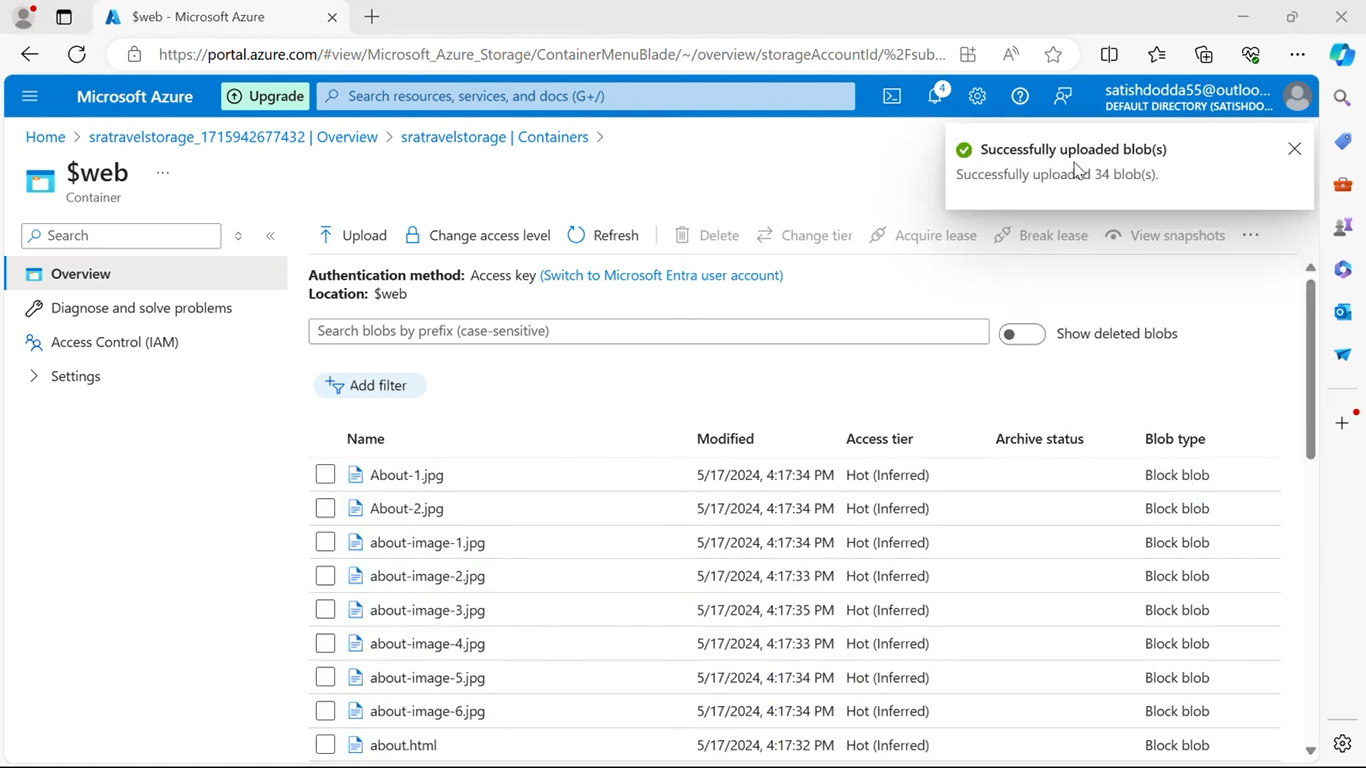 $web - Microsoft Azure
https://portal.azure.com/#view/Microsoft_Azure_Storage/ContainerMenuBlade/~/overview/storageAccountId/%2Fsub...
Microsoft Azure
Upgrade
Search resources, services, and docs (G+/)
4
satishdodda55@outloo...
DEFAULT DIRECTORY (SATISHDO...
Home > sratravelstorage_1715942677432 | Overview > sratravelstorage | Containers >
$web ...
Container
Successfully uploaded blob(s)
Successfully uploaded 34 blob(s).
Search
Overview
Diagnose and solve problems
Access Control (IAM)
Settings
Upload Change access level Refresh Delete Change tier Acquire lease Break lease View snapshots ...
Authentication method: Access key (Switch to Microsoft Entra user account)
Location: $web
Search blobs by prefix (case-sensitive)
Show deleted blobs
Add filter
Name Modified Access tier Archive status Blob type
About-1.jpg 5/17/2024, 4:17:34 PM Hot (Inferred) Block blob
About-2.jpg 5/17/2024, 4:17:34 PM Hot (Inferred) Block blob
about-image-1.jpg 5/17/2024, 4:17:34 PM Hot (Inferred) Block blob
about-image-2.jpg 5/17/2024, 4:17:33 PM Hot (Inferred) Block blob
about-image-3.jpg 5/17/2024, 4:17:35 PM Hot (Inferred) Block blob
about-image-4.jpg 5/17/2024, 4:17:33 PM Hot (Inferred) Block blob
about-image-5.jpg 5/17/2024, 4:17:34 PM Hot (Inferred) Block blob
about-image-6.jpg 5/17/2024, 4:17:34 PM Hot (Inferred) Block blob
about.html 5/17/2024, 4:17:32 PM Hot (Inferred) Block blob